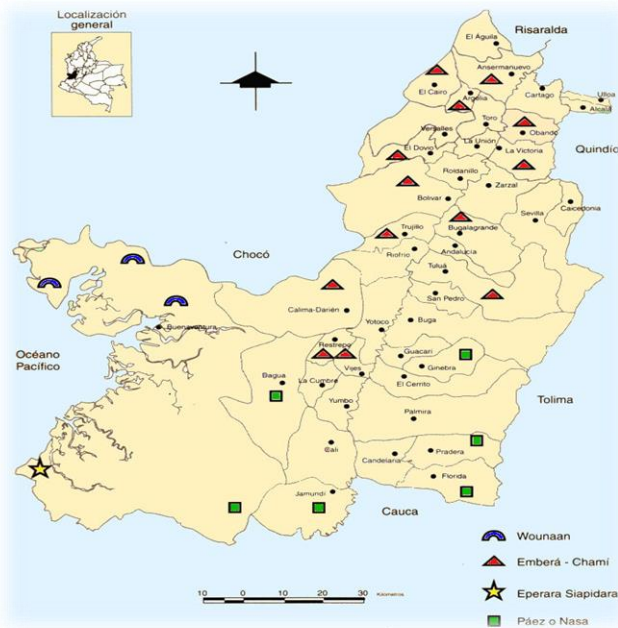 Localización
general
Risaralda
El Águila
Ansermanuevo
El Cairo
Argelia
Cartago
Ulloa
Alcalá
Toro
Versalles
Obando
Quindío
El Dovio
La Unión
La Victoria
Roldanillo
Zarzal
Bolívar
Caicedonia
Sevilla
Trujillo
Bugalagrande
Chocó
Riofrio
Andalucía
Tuluá
San Pedro
Calima-Darién
Buenaventura
Yotoco
Buga
Océano
Pacífico
Restrepo
Guacarí
Ginebra
Bagua
La Cumbre
Vijes
El Cerrito
Tolima
Yumbo
Palmira
Cali
Candelaria
Pradera
Jamundí
Florida
Cauca
Wounaan
Emberá - Chamí
Eperara Siapidara
Páez o Nasa
10 0 10 20 30
Kilómetros